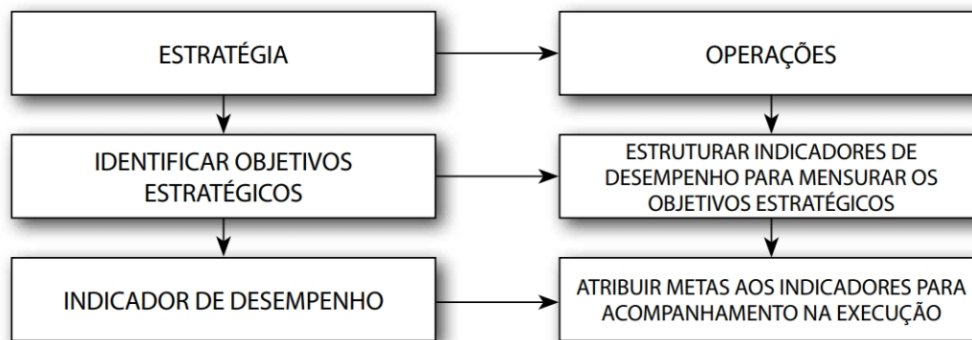 ESTRATÉGIA
OPERAÇÕES
IDENTIFICAR OBJETIVOS
ESTRATÉGICOS
ESTRUTURAR INDICADORES DE
DESEMPENHO PARA MENSURAR OS
OBJETIVOS ESTRATÉGICOS
INDICADOR DE DESEMPENHO
ATRIBUIR METAS AOS INDICADORES PARA
ACOMPANHAMENTO NA EXECUÇÃO